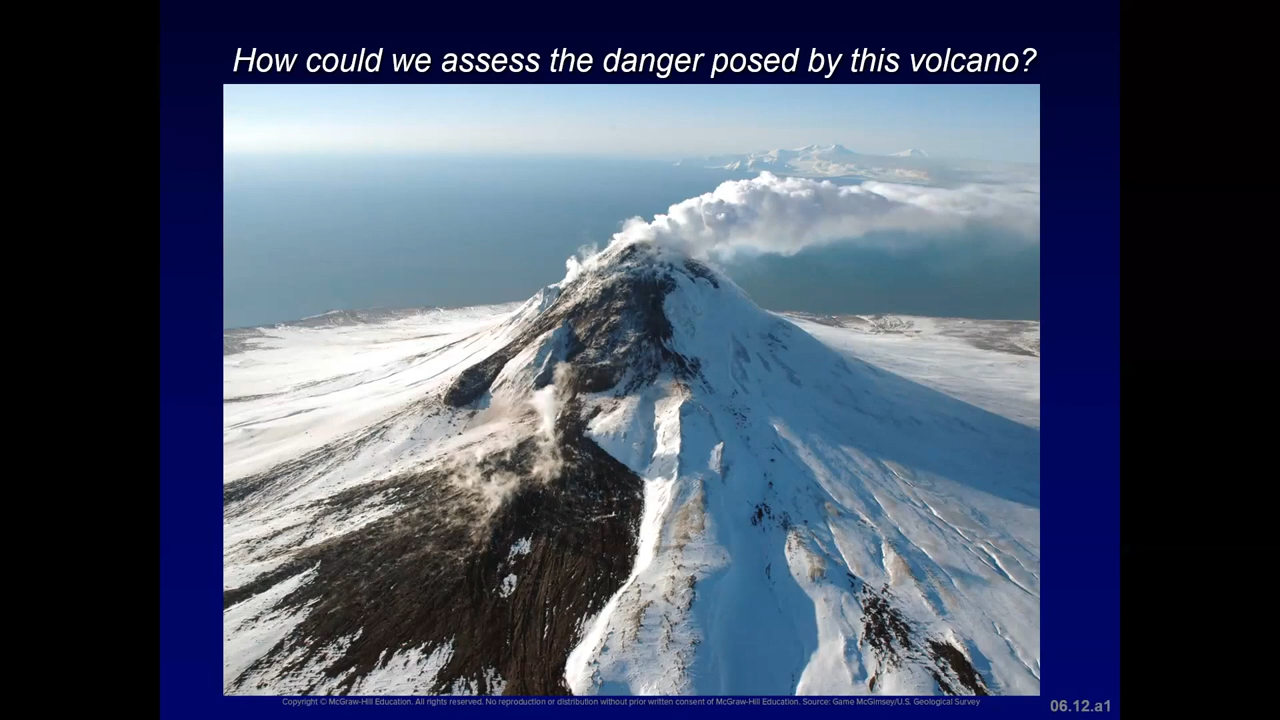 How could we assess the danger posed by this volcano?
Copyright © McGraw-Hill Education. All rights reserved. No reproduction or distribution without prior written consent of McGraw-Hill Education. Source: Game McGimsey/U.S. Geological Survey
06.12.a1